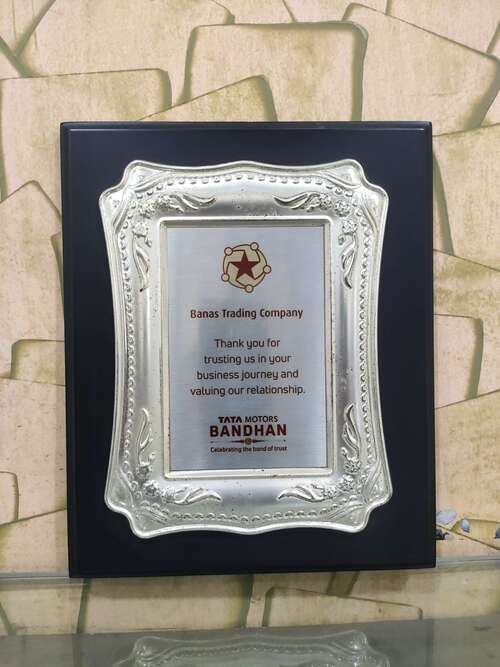 Banas Trading Company
Thank you for
trusting us in your
business journey and
valuing our relationship.
TATA MOTORS
BANDHAN
Celebrating the bond of trust